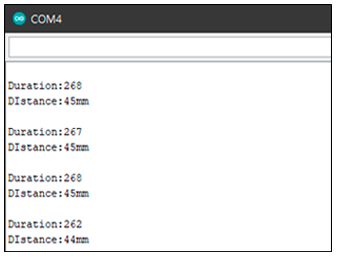 COM4
Duration:268
DIstance:45mm
Duration:267
DIstance:45mm
Duration:268
DIstance:45mm
Duration:262
DIstance:44mm